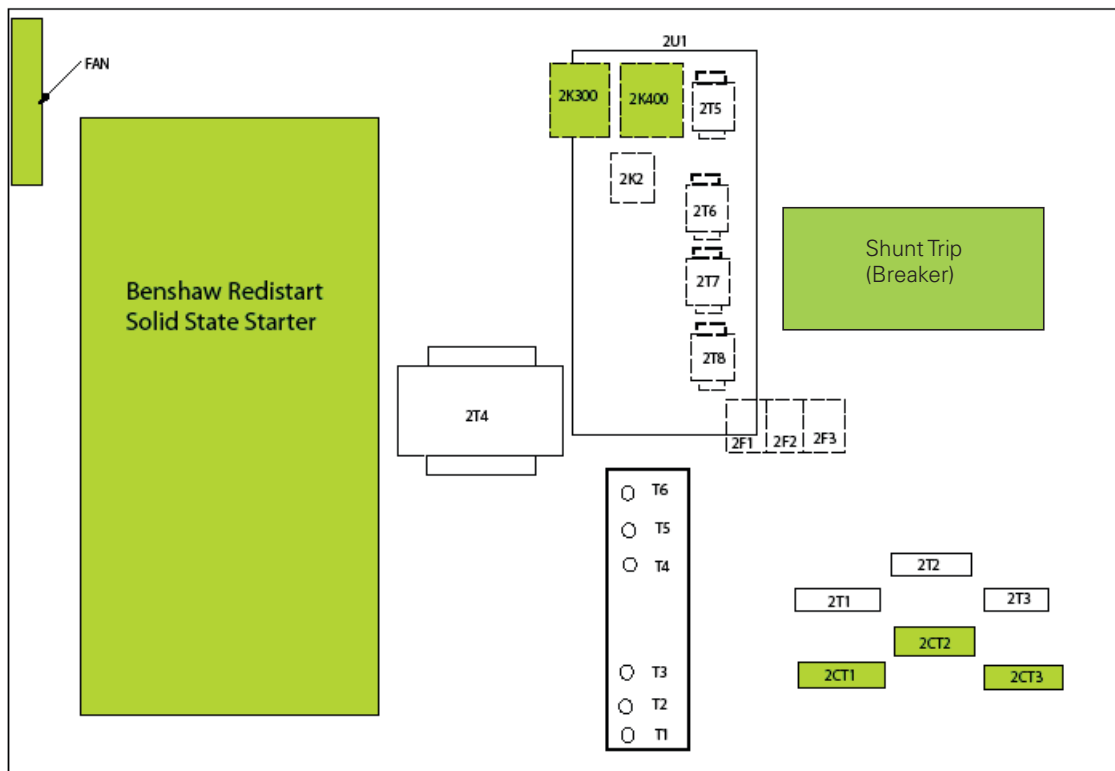 2U1
FAN
2K300
2K400
2T5
2K2
2T6
Shunt Trip
(Breaker)
2T7
Benshaw Redistart
Solid State Starter
2T8
2T4
2F1
2F2
2F3
T6
T5
T4
2T2
2T1
2T3
2CT2
T3
2CT1
2CT3
T2
T1